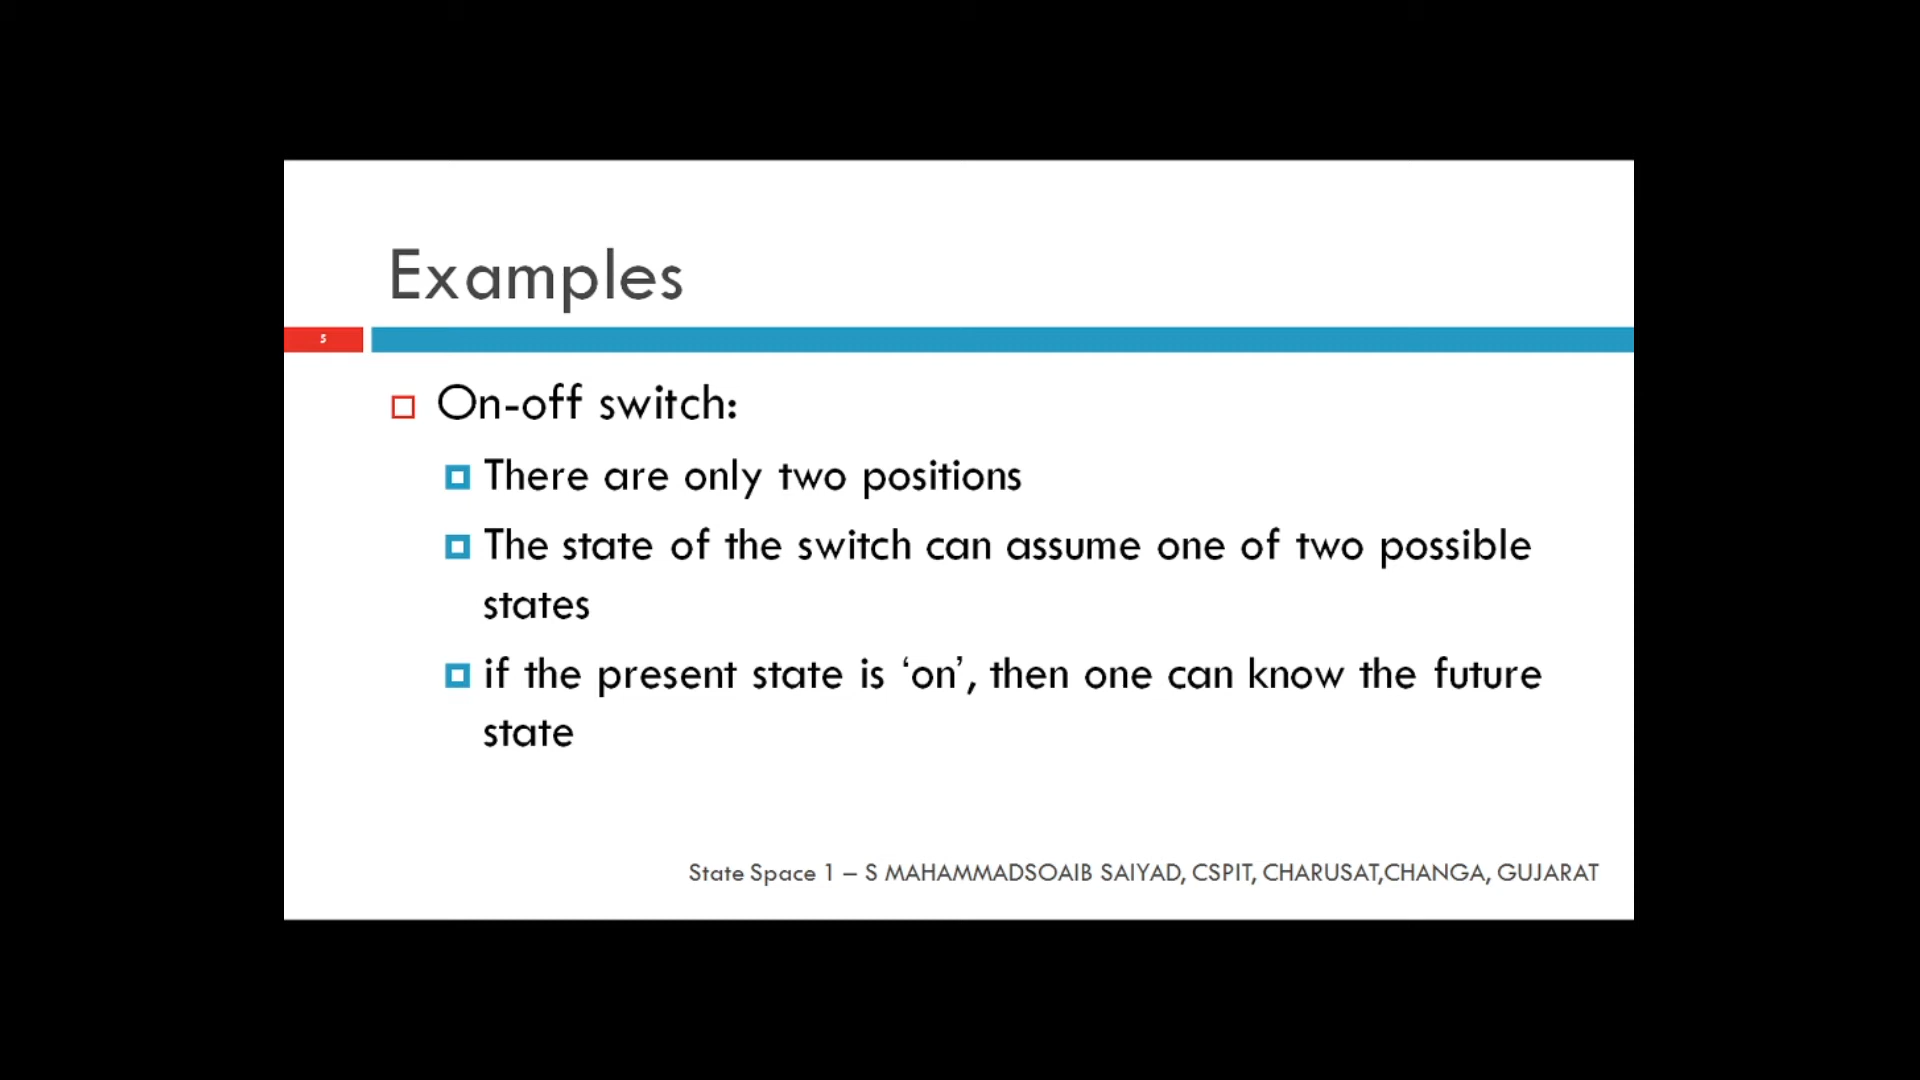 Examples
5
On-off switch:
There are only two positions
The state of the switch can assume one of two possible
states
if the present state is ‘on’, then one can know the future
state
State Space 1 – S MAHAMMADSOAIB SAIYAD, CSPIT, CHARUSAT,CHANGA, GUJARAT